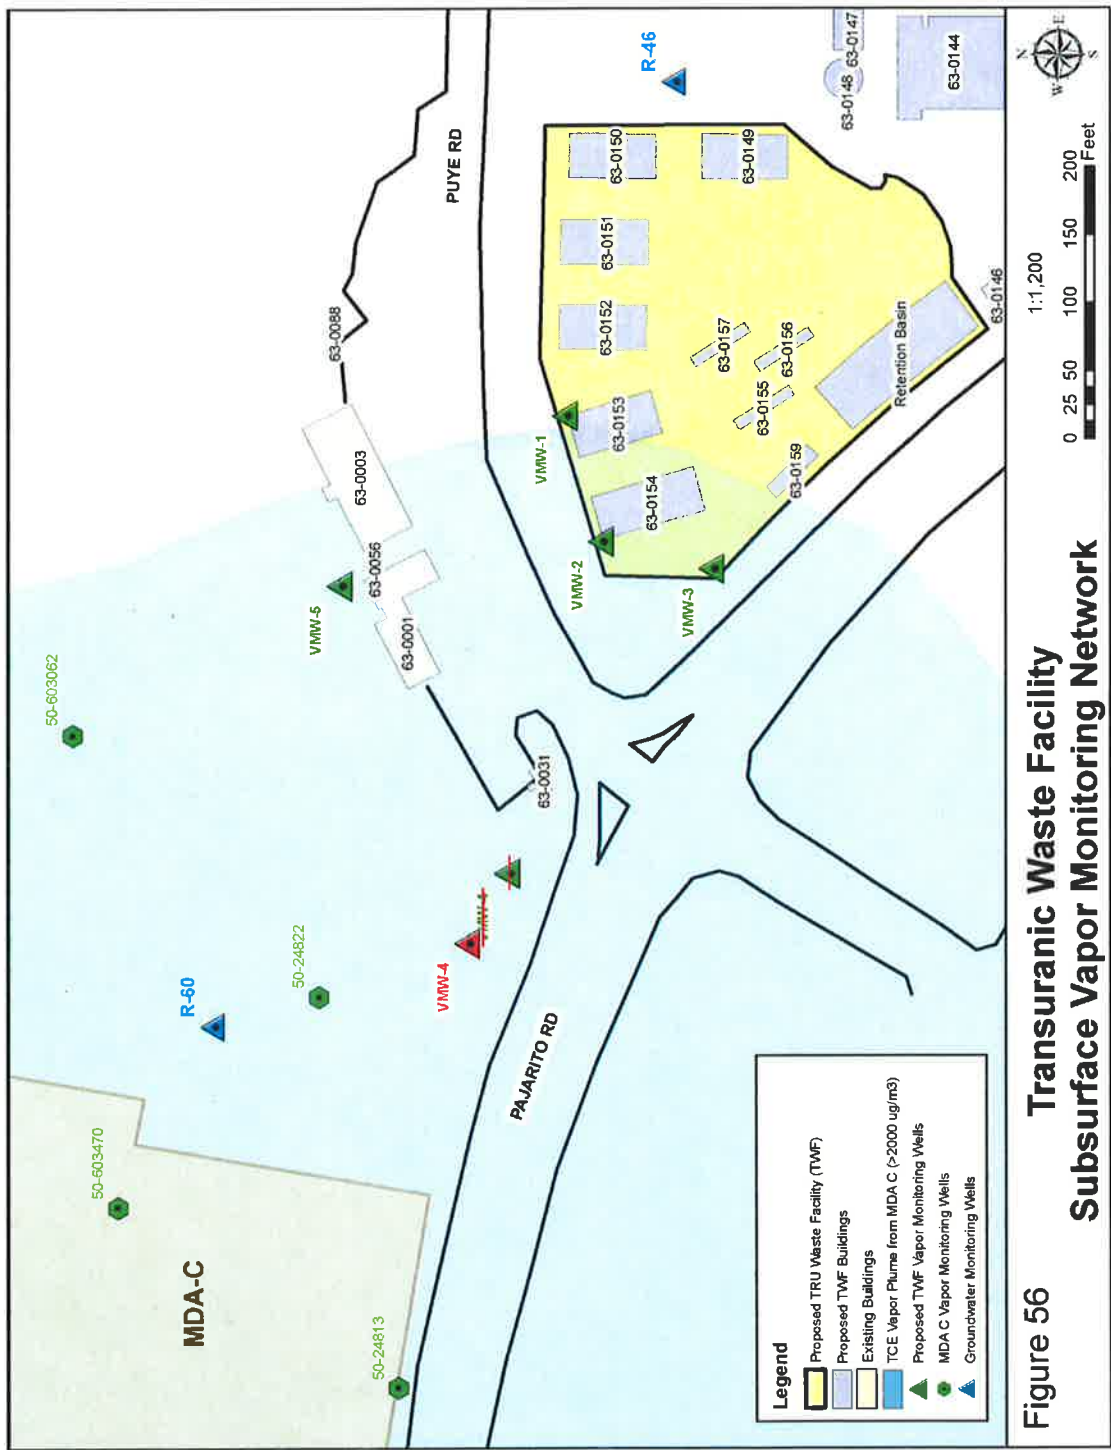 50-603062
50-603470
MDA-C
R-60
50-24822
VMW-5
63-0088
63-0003
63-0056
63-0001
50-24813
VMW-4
VMW-4
PUYE RD
63-0031
PAJARITO RD
VMW-1
VMW-2
VMW-3
R-46
63-0150
63-0151
63-0152
63-0153
63-0154
63-0149
63-0157
63-0156
63-0155
63-0159
63-0147
63-0148
63-0144
Retention Basin
63-0146
Legend
Proposed TRU Waste Facility (TWF)
Proposed TWF Buildings
Existing Buildings
TCE Vapor Plume from MDA C (>2000 ug/m3)
Proposed TWF Vapor Monitoring Wells
MDA C Vapor Monitoring Wells
Groundwater Monitoring Wells
Figure 56
Transuranic Waste Facility
Subsurface Vapor Monitoring Network
1:1,200
0 25 50 100 150 200
Feet
N
W E
S